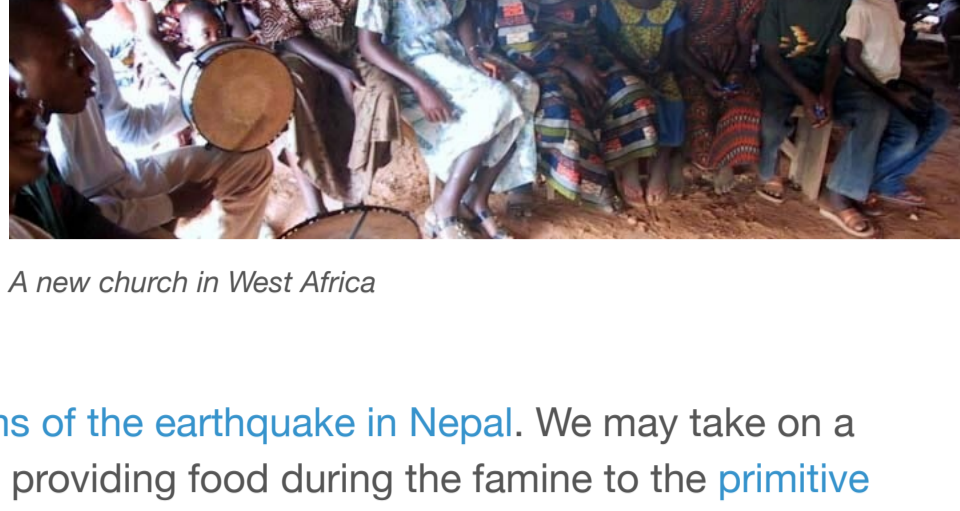 A new church in West Africa
ns of the earthquake in Nepal. We may take on a
providing food during the famine to the primitive